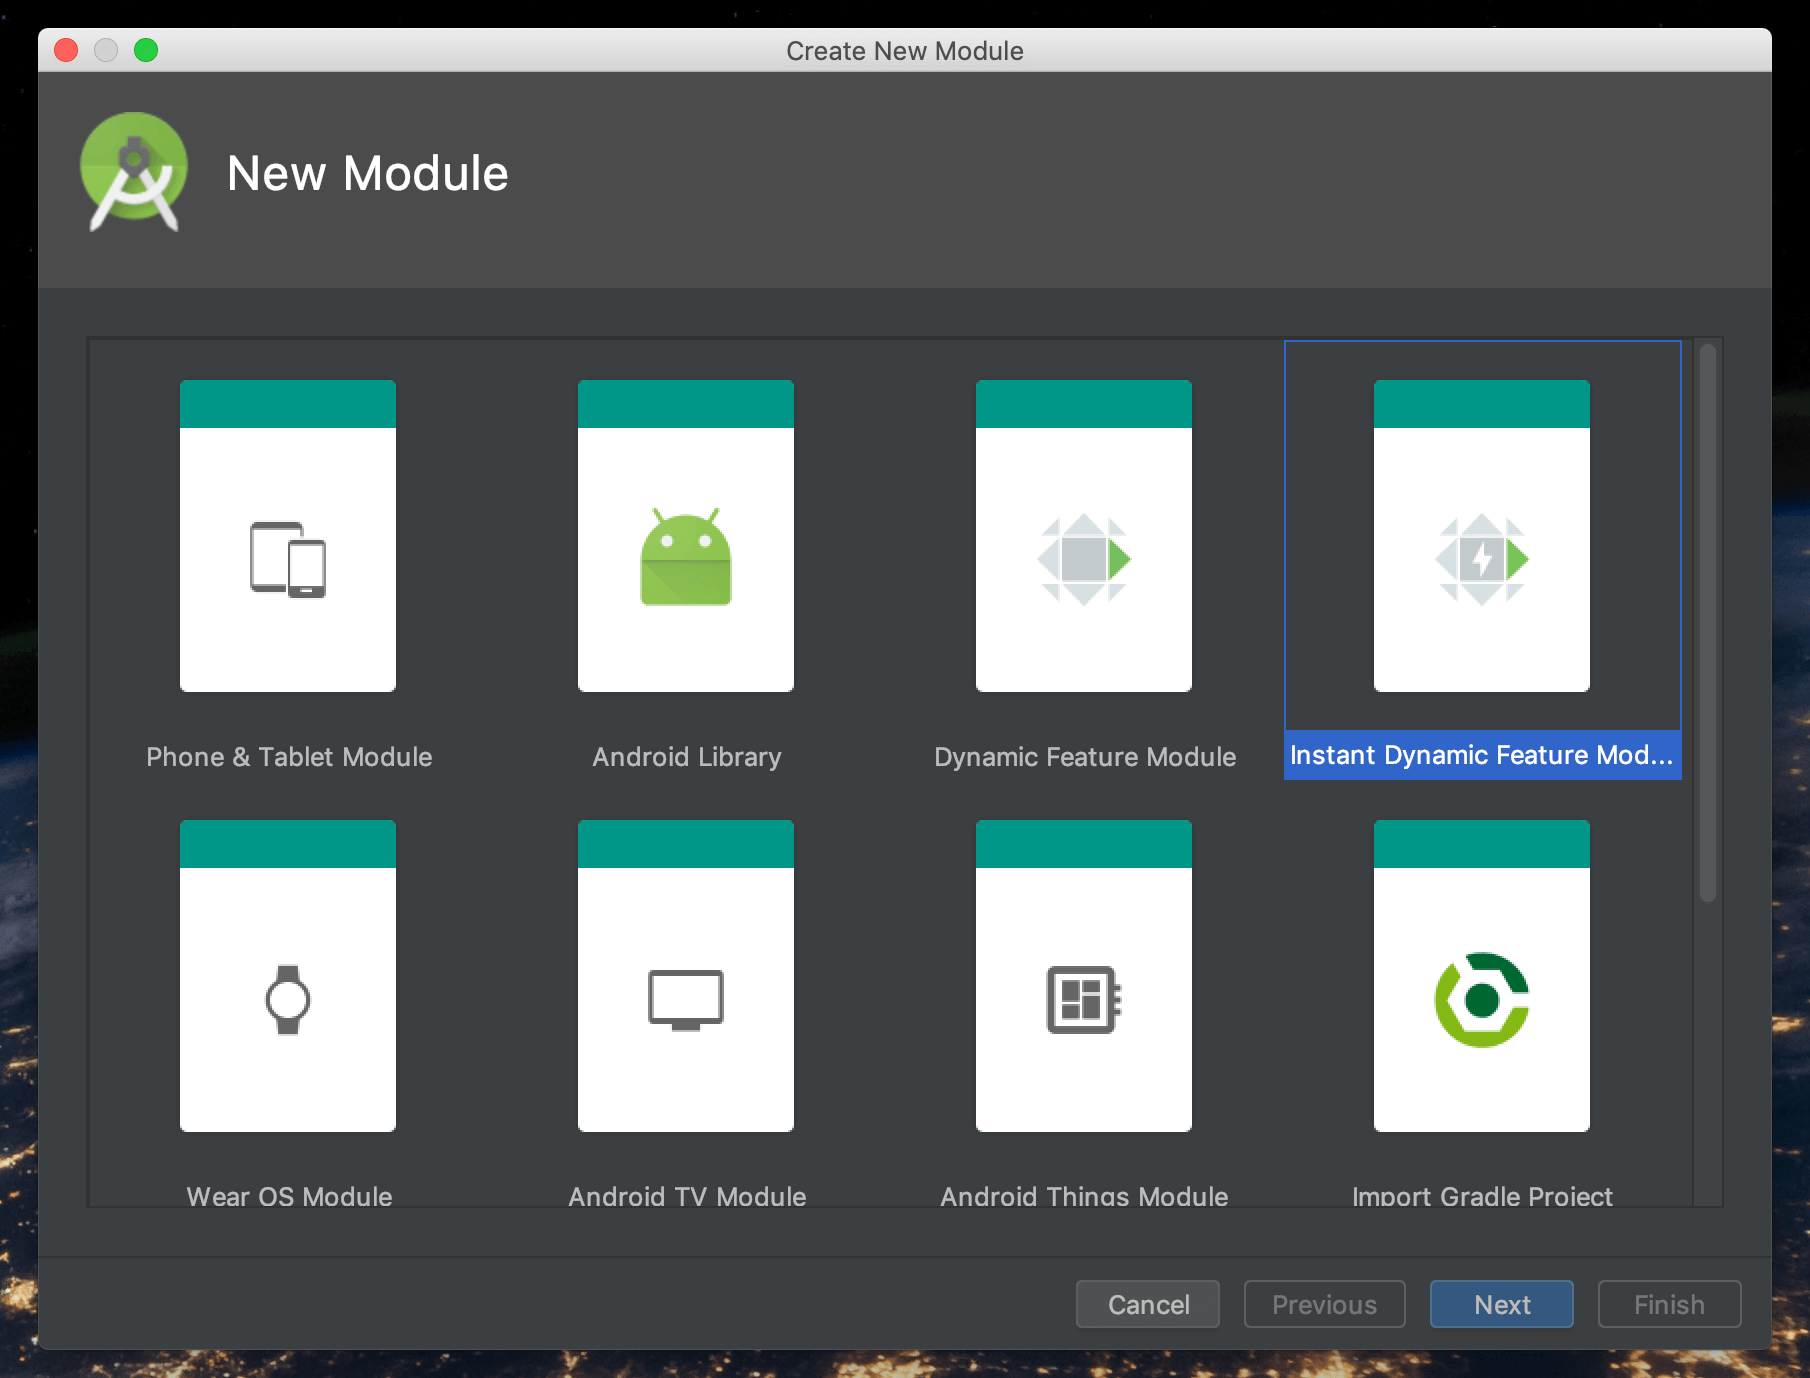 Create New Module
New Module
Phone & Tablet Module
Android Library
Dynamic Feature Module
Instant Dynamic Feature Mod...
Wear OS Module
Android TV Module
Android Things Module
Import Gradle Project
Cancel
Previous
Next
Finish